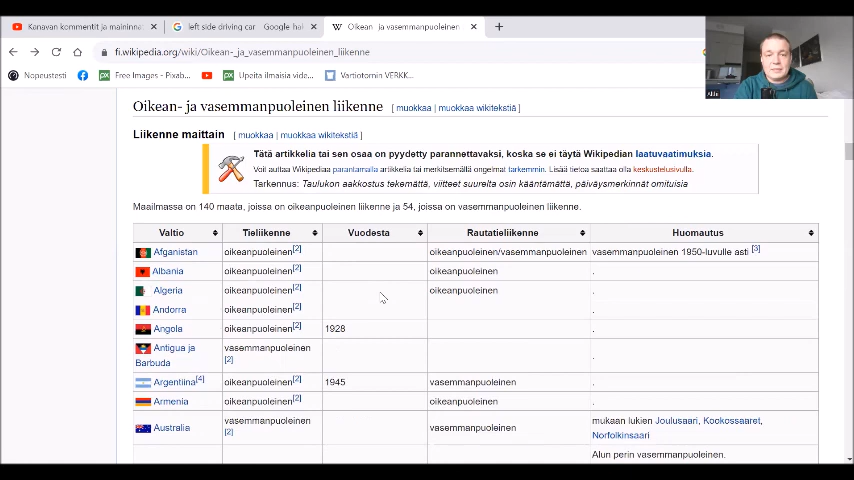 Kanavan kommentit ja maininna
left side driving car - Google-hai
Oikean- ja vasemmanpuoleinen
fi.wikipedia.org/wiki/Oikean-_ja_vasemmanpuoleinen_liikenne
Nopeustesti
Free Images - Pixab...
Upeita ilmaisia vide...
Vartiotornin VERKK...
Ahto
Oikean- ja vasemmanpuoleinen liikenne [ muokkaa | muokkaa wikitekstiä ]
Liikenne maittain [ muokkaa | muokkaa wikitekstiä ]
Tätä artikkelia tai sen osaa on pyydetty parannettavaksi, koska se ei täytä Wikipedian laatuvaatimuksia.
Voit auttaa Wikipediaa parantamalla artikkelia tai merkitsemällä ongelmat tarkemmin. Lisää tietoa saattaa olla keskustelusivulla.
Tarkennus: Taulukon aakkostus tekemättä, viitteet suurelta osin kääntämättä, päiväysmerkinnat omituisia
Maailmassa on 140 maata, joissa on oikeanpuoleinen liikenne ja 54, joissa on vasemmanpuoleinen liikenne.
Valtio Tieliikenne Vuodesta Rautatieliikenne Huomautus
Afganistan oikeanpuoleinen[2] oikeanpuoleinen/vasemmanpuoleinen vasemmanpuoleinen 1950-luvulle asti [3]
Albania oikeanpuoleinen[2] oikeanpuoleinen .
Algeria oikeanpuoleinen[2] oikeanpuoleinen .
Andorra oikeanpuoleinen[2] .
Angola oikeanpuoleinen[2] 1928 .
Antigua ja vasemmanpuoleinen .
Barbuda [2]
Argentiina[4] oikeanpuoleinen[2] 1945 vasemmanpuoleinen .
Armenia oikeanpuoleinen[2] oikeanpuoleinen .
Australia vasemmanpuoleinen [2] vasemmanpuoleinen mukaan lukien Joulusaari, Kookossaaret,
Norfolkinsaari
Alun perin vasemmanpuoleinen.